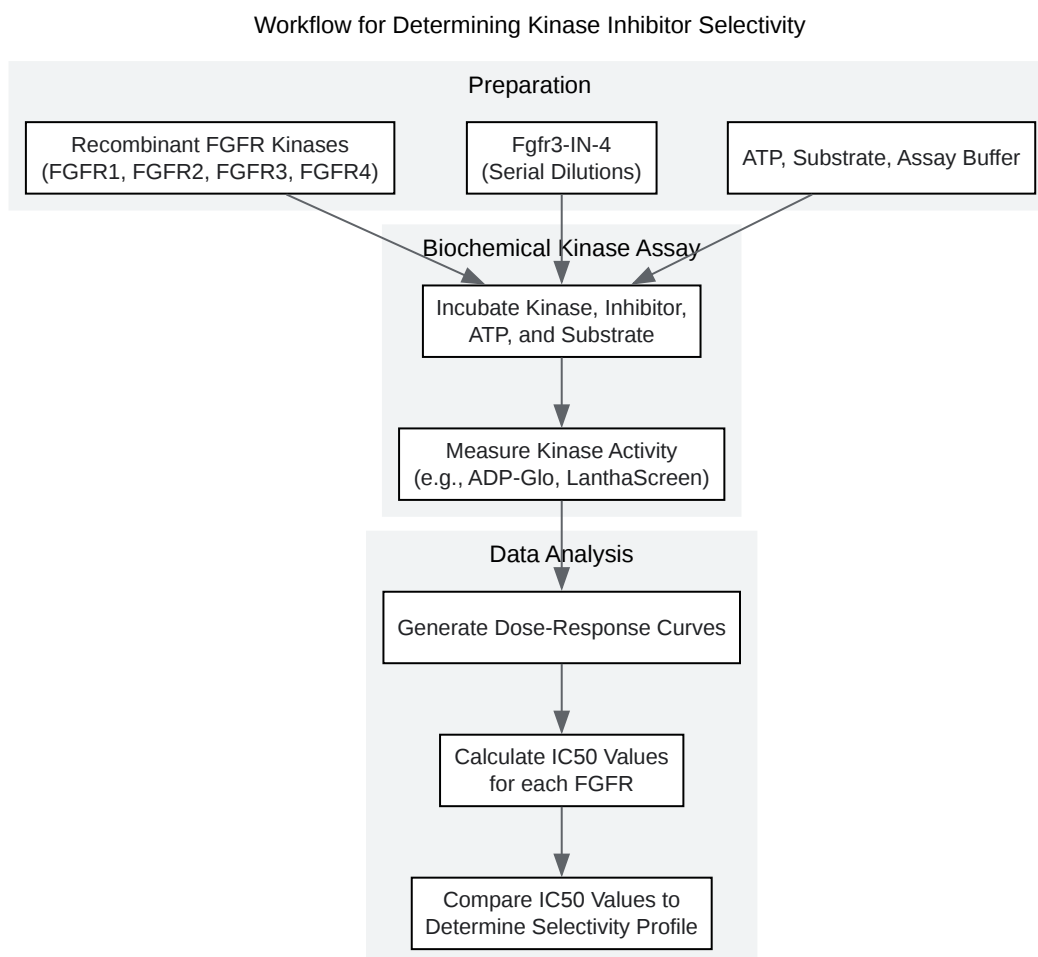 Workflow for Determining Kinase Inhibitor Selectivity
Preparation
Recombinant FGFR Kinases
(FGFR1, FGFR2, FGFR3, FGFR4)
Fgfr3-IN-4
(Serial Dilutions)
ATP, Substrate, Assay Buffer
Biochemical Kinase Assay
Incubate Kinase, Inhibitor,
ATP, and Substrate
Measure Kinase Activity
(e.g., ADP-Glo, LanthaScreen)
Data Analysis
Generate Dose-Response Curves
Calculate IC50 Values
for each FGFR
Compare IC50 Values to
Determine Selectivity Profile